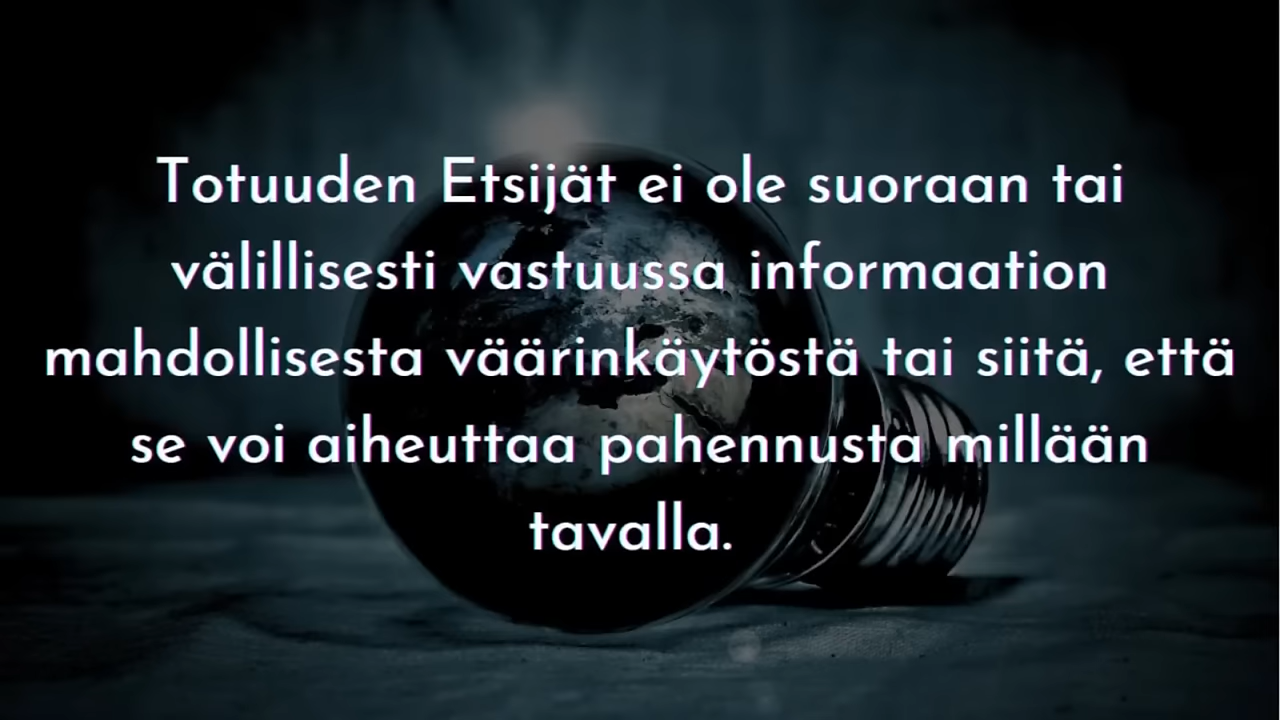 Totuuden Etsijät ei ole suoraan tai
välillisesti vastuussa informaation
mahdollisesta väärinkäytöstä tai siitä, että
se voi aiheuttaa pahennusta millään
tavalla.